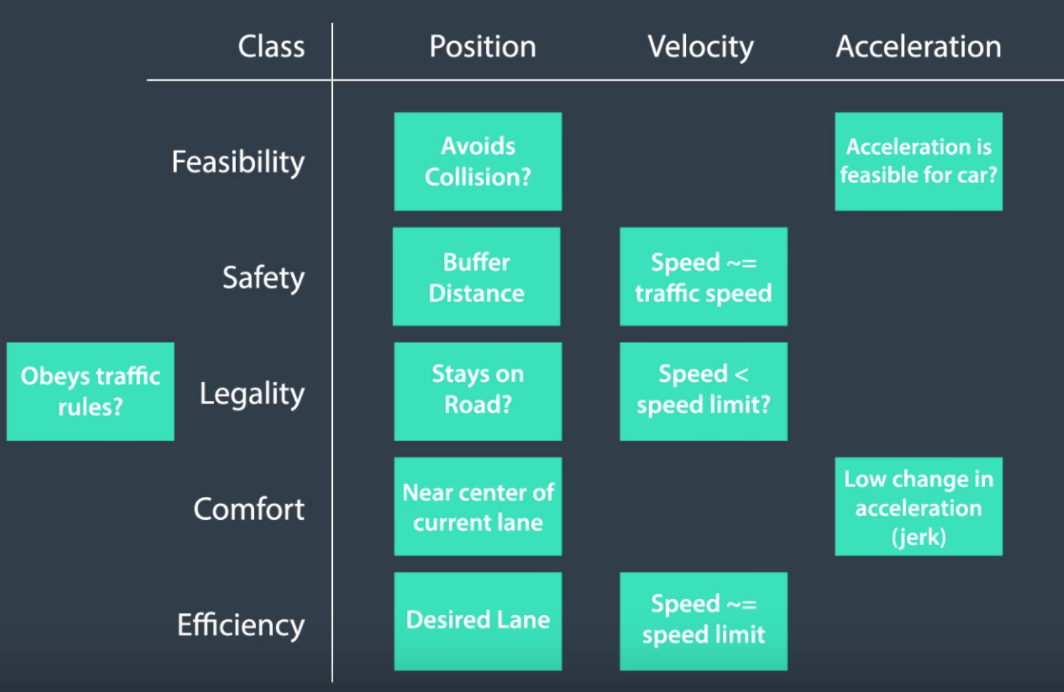 Class
Position
Velocity
Acceleration
Feasibility
Avoids
Collision?
Acceleration is
feasible for car?
Safety
Buffer
Distance
Speed ~=
traffic speed
Obeys traffic
rules?
Legality
Stays on
Road?
Speed <
speed limit?
Comfort
Near center of
current lane
Low change in
acceleration
(jerk)
Efficiency
Desired Lane
Speed ~=
speed limit